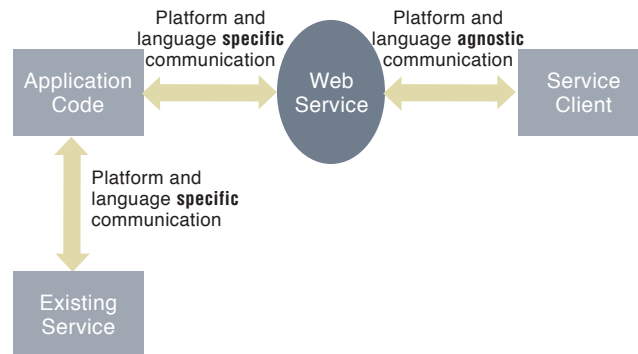 Platform and
language specific
communication
Platform and
language agnostic
communication
Application
Code
Web
Service
Service
Client
Platform and
language specific
communication
Existing
Service